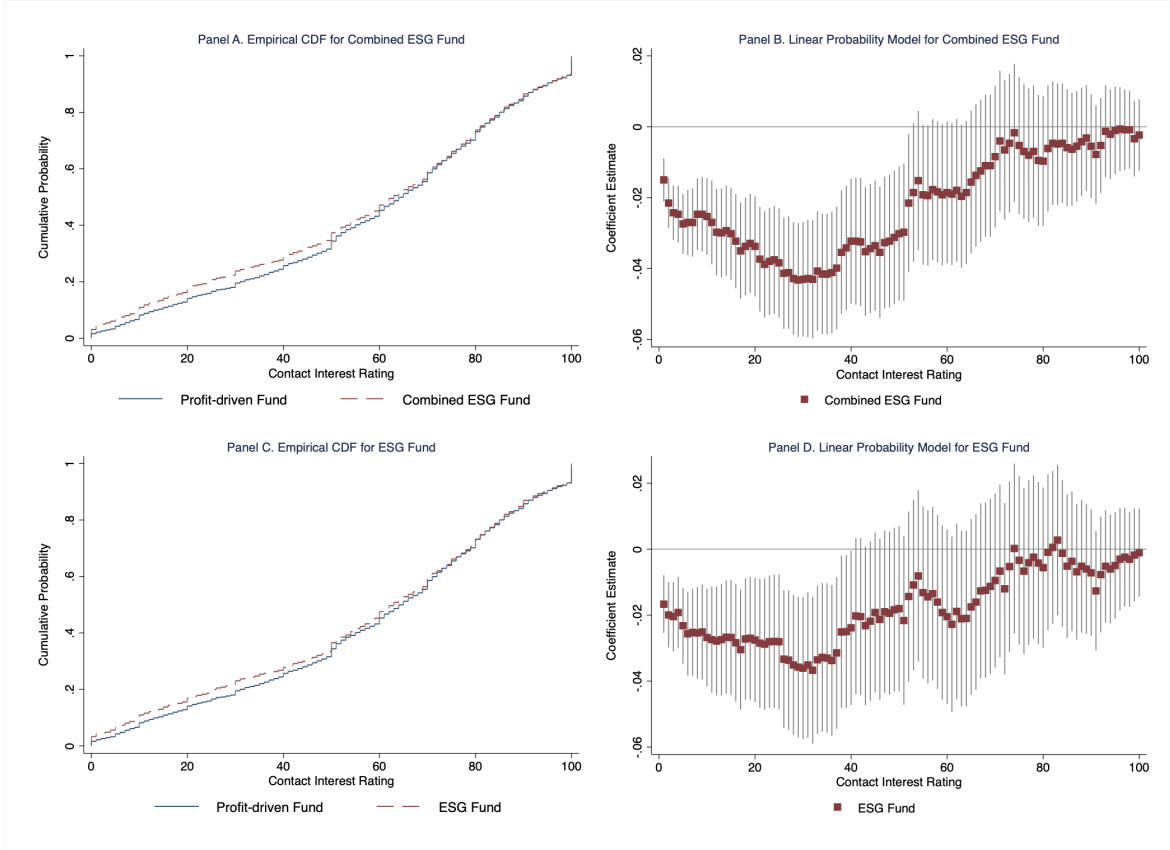 Panel A. Empirical CDF for Combined ESG Fund
Cumulative Probability
1
.8
.6
.4
.2
0
0 20 40 60 80 100
Contact Interest Rating
Profit-driven Fund Combined ESG Fund
Panel B. Linear Probability Model for Combined ESG Fund
Coefficient Estimate
.02
0
-.02
-.04
-.06
0 20 40 60 80 100
Contact Interest Rating
Combined ESG Fund
Panel C. Empirical CDF for ESG Fund
Cumulative Probability
1
.8
.6
.4
.2
0
0 20 40 60 80 100
Contact Interest Rating
Profit-driven Fund ESG Fund
Panel D. Linear Probability Model for ESG Fund
Coefficient Estimate
.02
0
-.02
-.04
-.06
0 20 40 60 80 100
Contact Interest Rating
ESG Fund